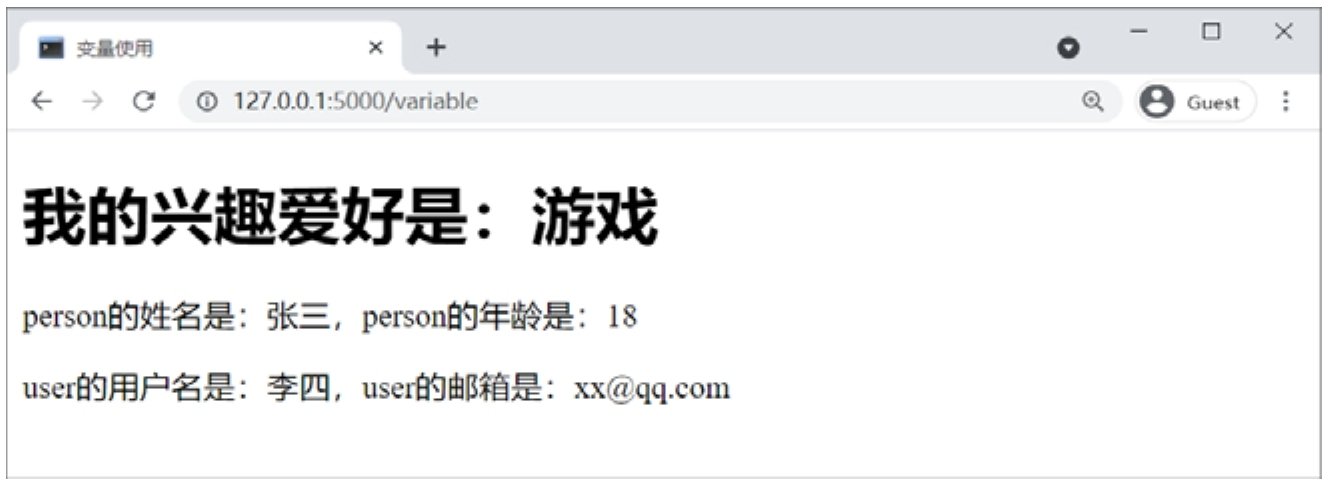 变量使用
127.0.0.1:5000/variable
Guest
我的兴趣爱好是：游戏
person的姓名是：张三，person的年龄是：18
user的用户名是：李四，user的邮箱是：xx@qq.com